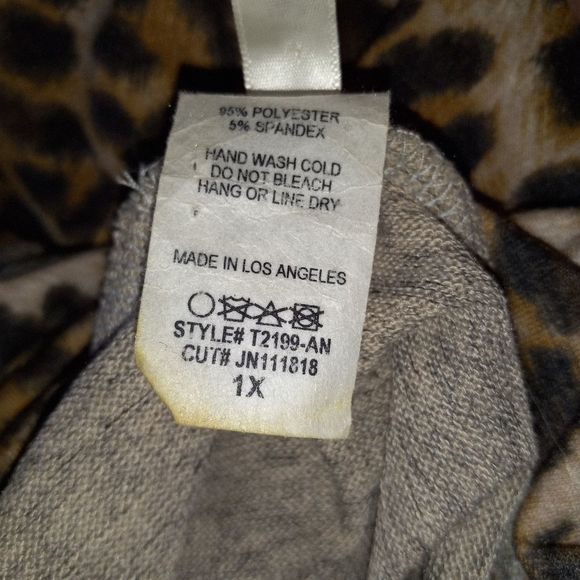 95% POLYESTER
5% SPANDEX
HAND WASH COLD
DO NOT BLEACH
HANG OR LINE DRY
MADE IN LOS ANGELES
STYLE# T2199-AN
CUT# JN111818
1X